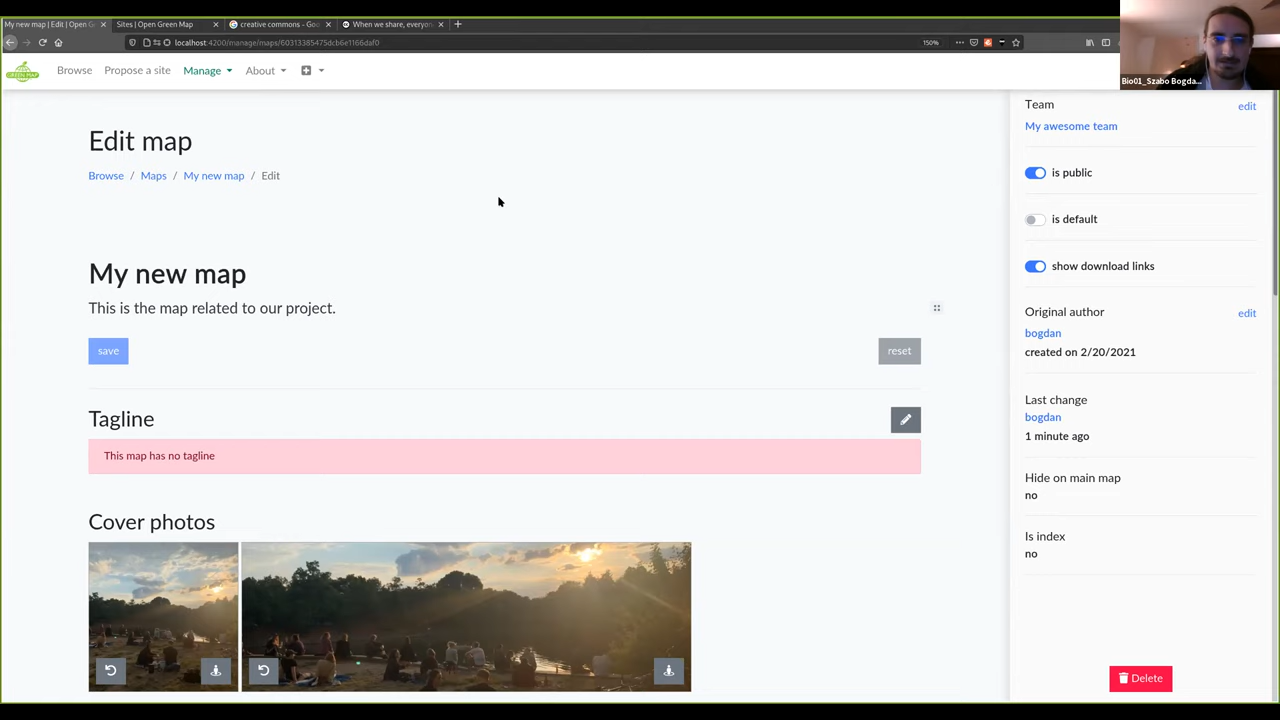 My new map | Edit | Open G
Sites | Open Green Map
creative commons - Goo
When we share, everyon
localhost:4200/manage/maps/60313385475dcb6e1166daf0
150%
GREEN MAP
Browse
Propose a site
Manage
About
Bio01_Szabo Bogda...
Edit map
Browse / Maps / My new map / Edit
My new map
This is the map related to our project.
save
reset
Tagline
This map has no tagline
Cover photos
Team
edit
My awesome team
is public
is default
show download links
Original author
edit
bogdan
created on 2/20/2021
Last change
bogdan
1 minute ago
Hide on main map
no
Is index
no
Delete